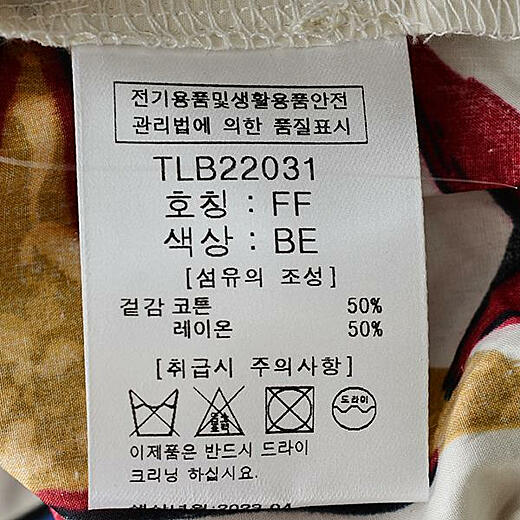 전기용품및생활용품안전
관리법에 의한 품질표시
TLB22031
호칭 : FF
색상 : BE
[섬유의 조성]
겉감 코튼 50%
레이온 50%
[취급시 주의사항]
드라이
이제품은 반드시 드라이
크리닝 하십시요.